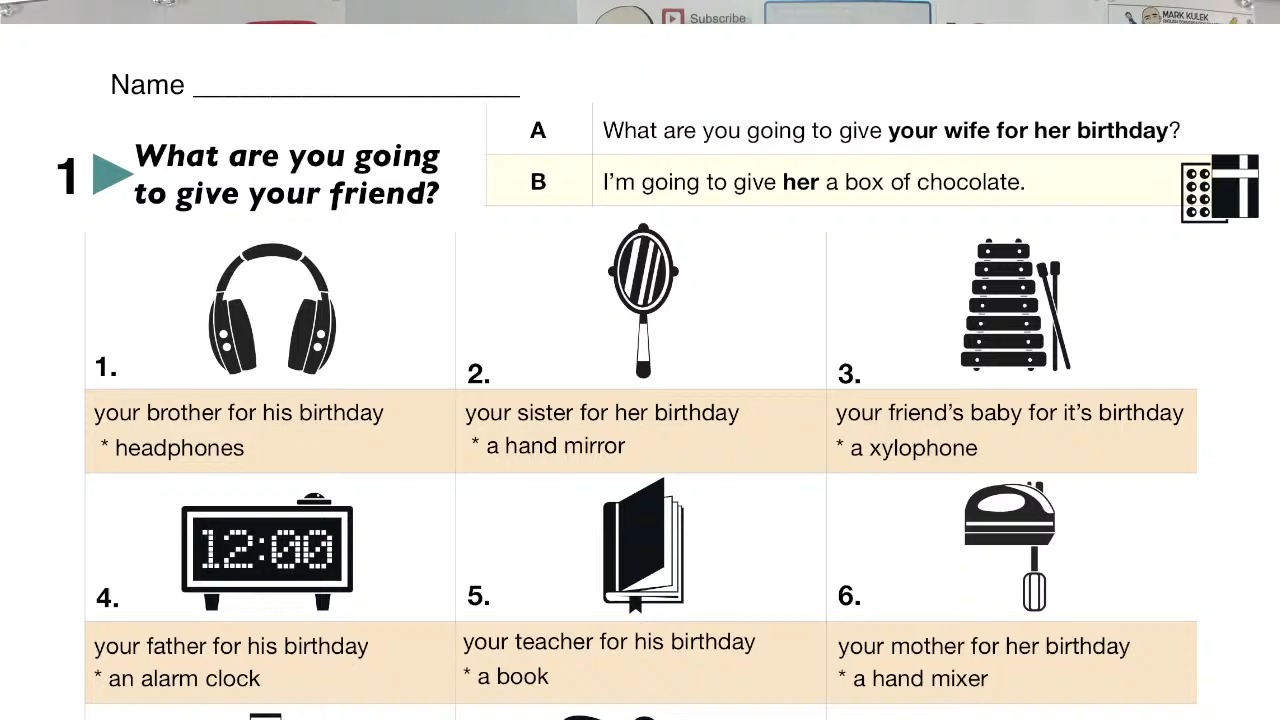 Subscribe
MARK KULEK
Name
A What are you going to give your wife for her birthday?
1 What are you going
to give your friend?
B I'm going to give her a box of chocolate.
1.
2.
3.
your brother for his birthday
* headphones
your sister for her birthday
* a hand mirror
your friend's baby for it's birthday
* a xylophone
12:00
4.
5.
6.
your father for his birthday
* an alarm clock
your teacher for his birthday
* a book
your mother for her birthday
* a hand mixer